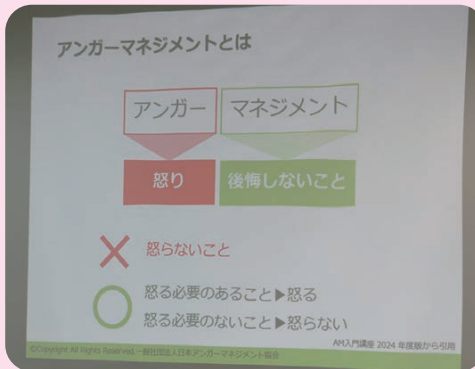 アンガーマネジメントとは
アンガー マネジメント
怒り 後悔しないこと
× 怒らないこと
○ 怒る必要のあること▶怒る
怒る必要のないこと▶怒らない
AM入門講座 2024 年度版から引用
©Copyright All Rights Reserved. 一般社団法人日本アンガーマネジメント協会